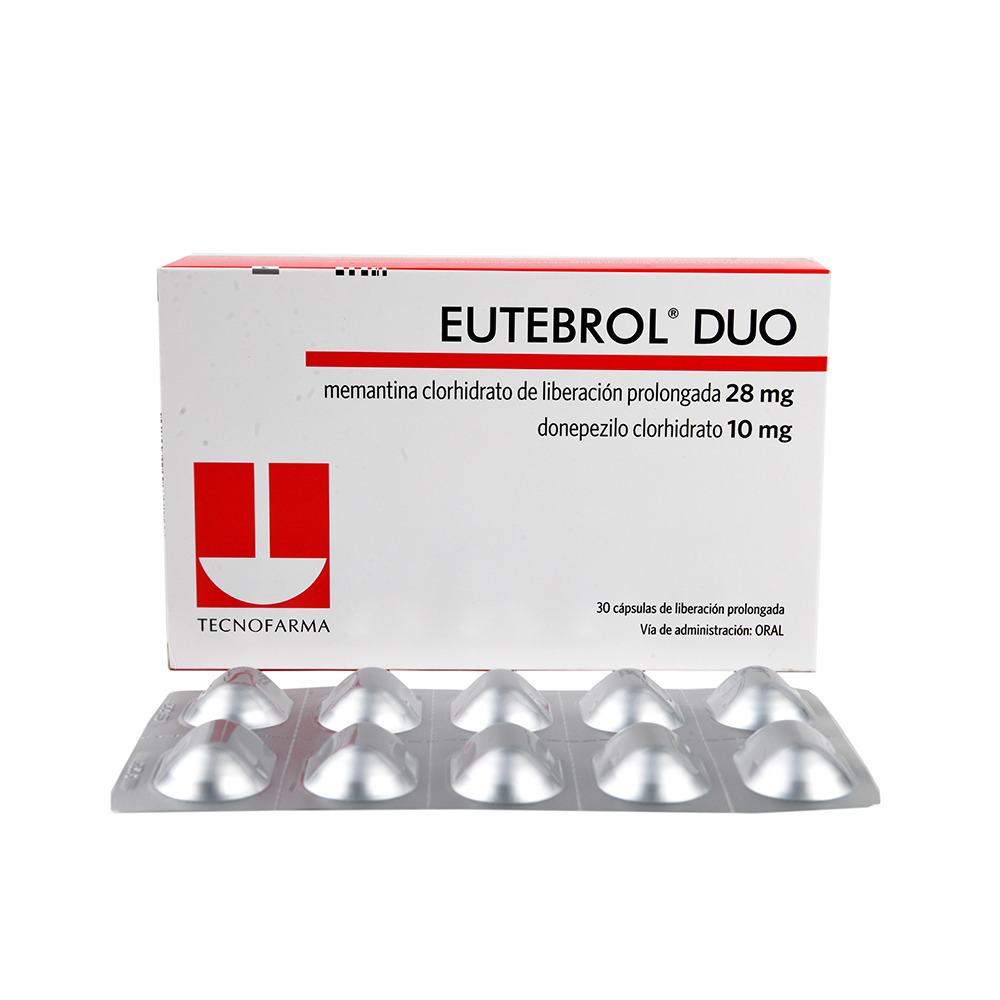 EUTEBROL® DUO
memantina clorhidrato de liberación prolongada 28 mg
donepezilo clorhidrato 10 mg
TECNOFARMA
30 cápsulas de liberación prolongada
Vía de administración: ORAL